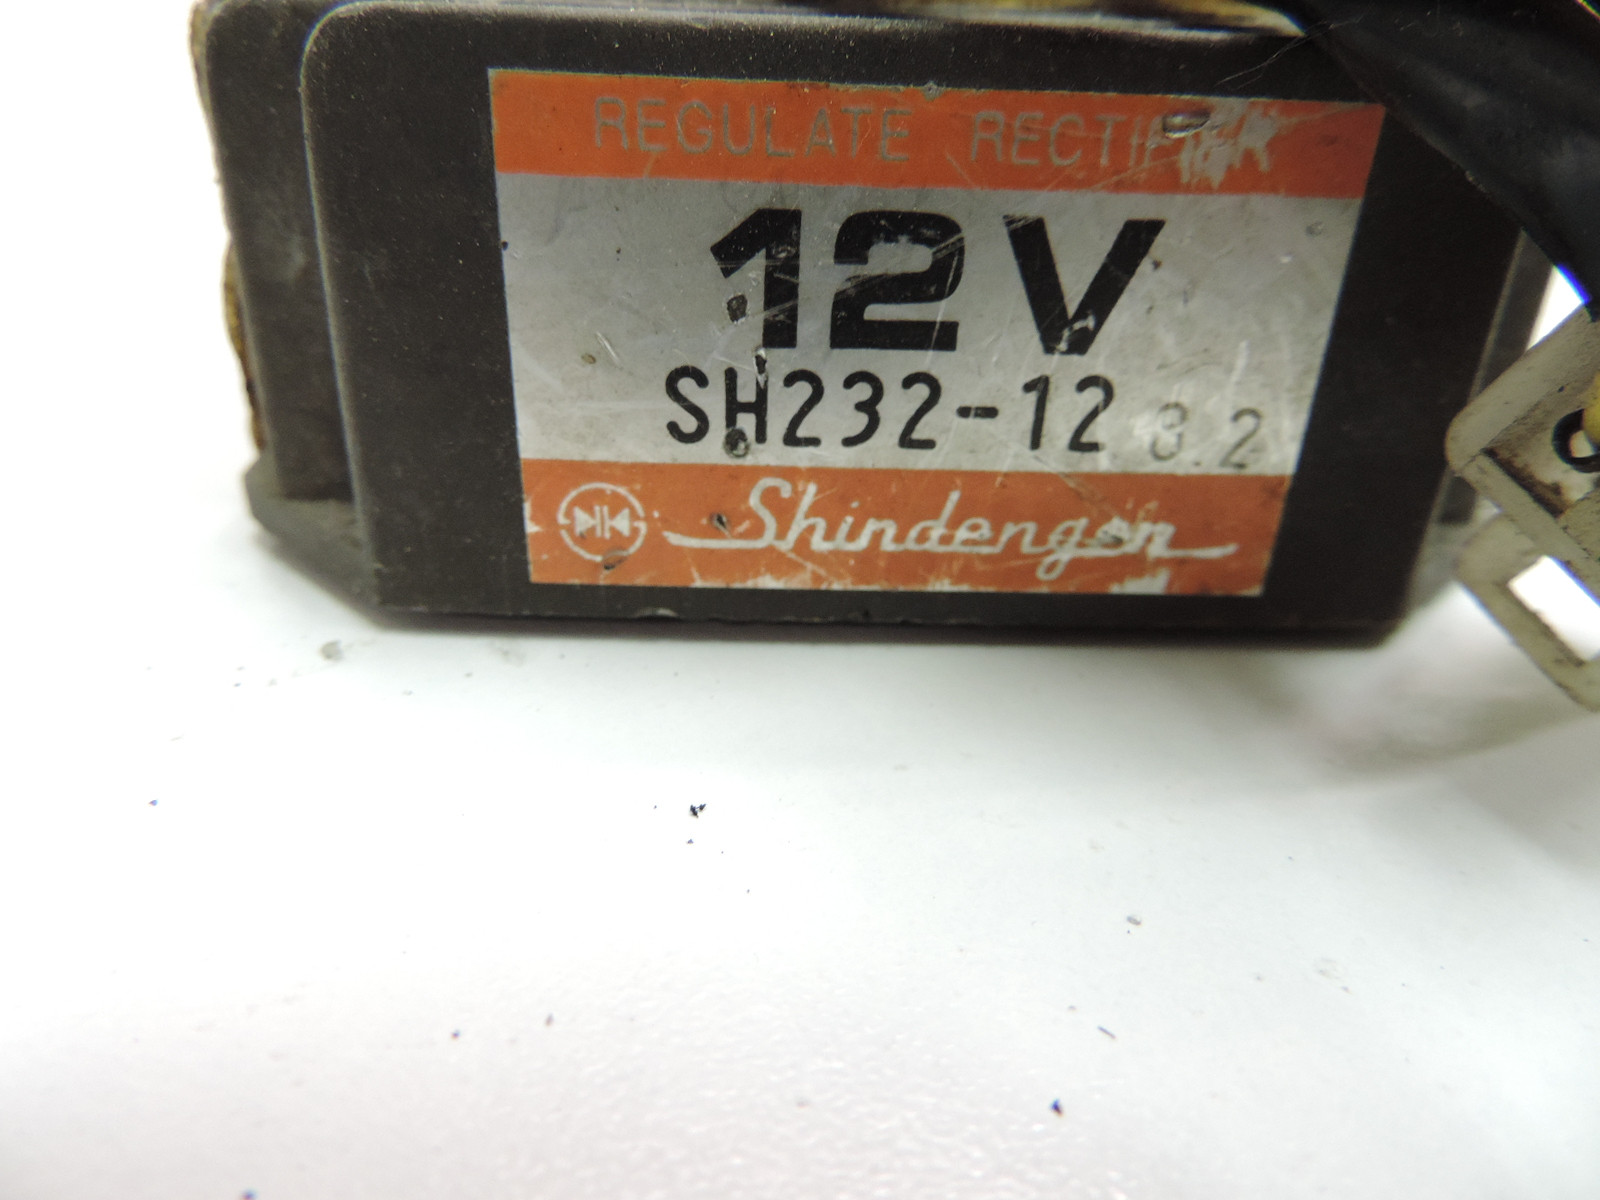 REGULATE RECTIFIER
12V
SH232-12 8.2
Shindengen